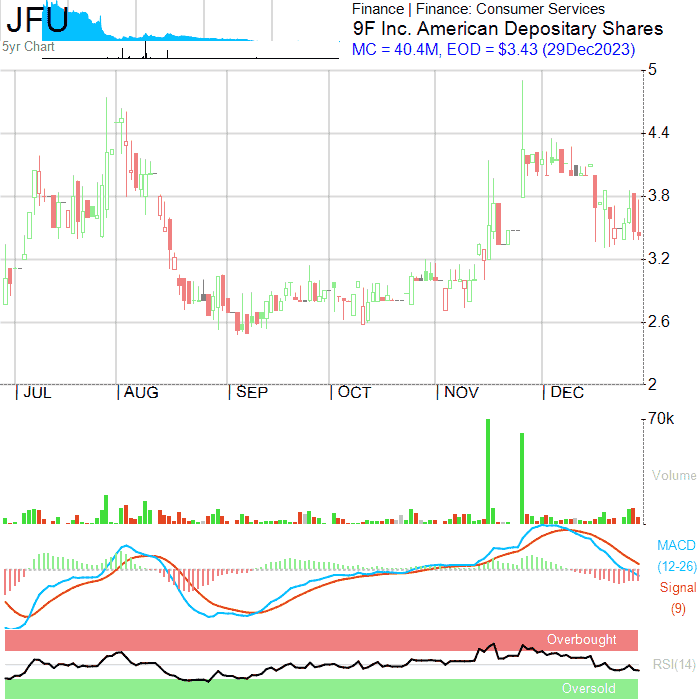 JFU
5yr Chart
Finance | Finance: Consumer Services
9F Inc. American Depositary Shares
MC = 40.4M, EOD = $3.43 (29Dec2023)
5
4.4
3.8
3.2
2.6
2
JUL AUG SEP OCT NOV DEC
70k
Volume
MACD
(12-26)
Signal
(9)
Overbought
RSI(14)
Oversold